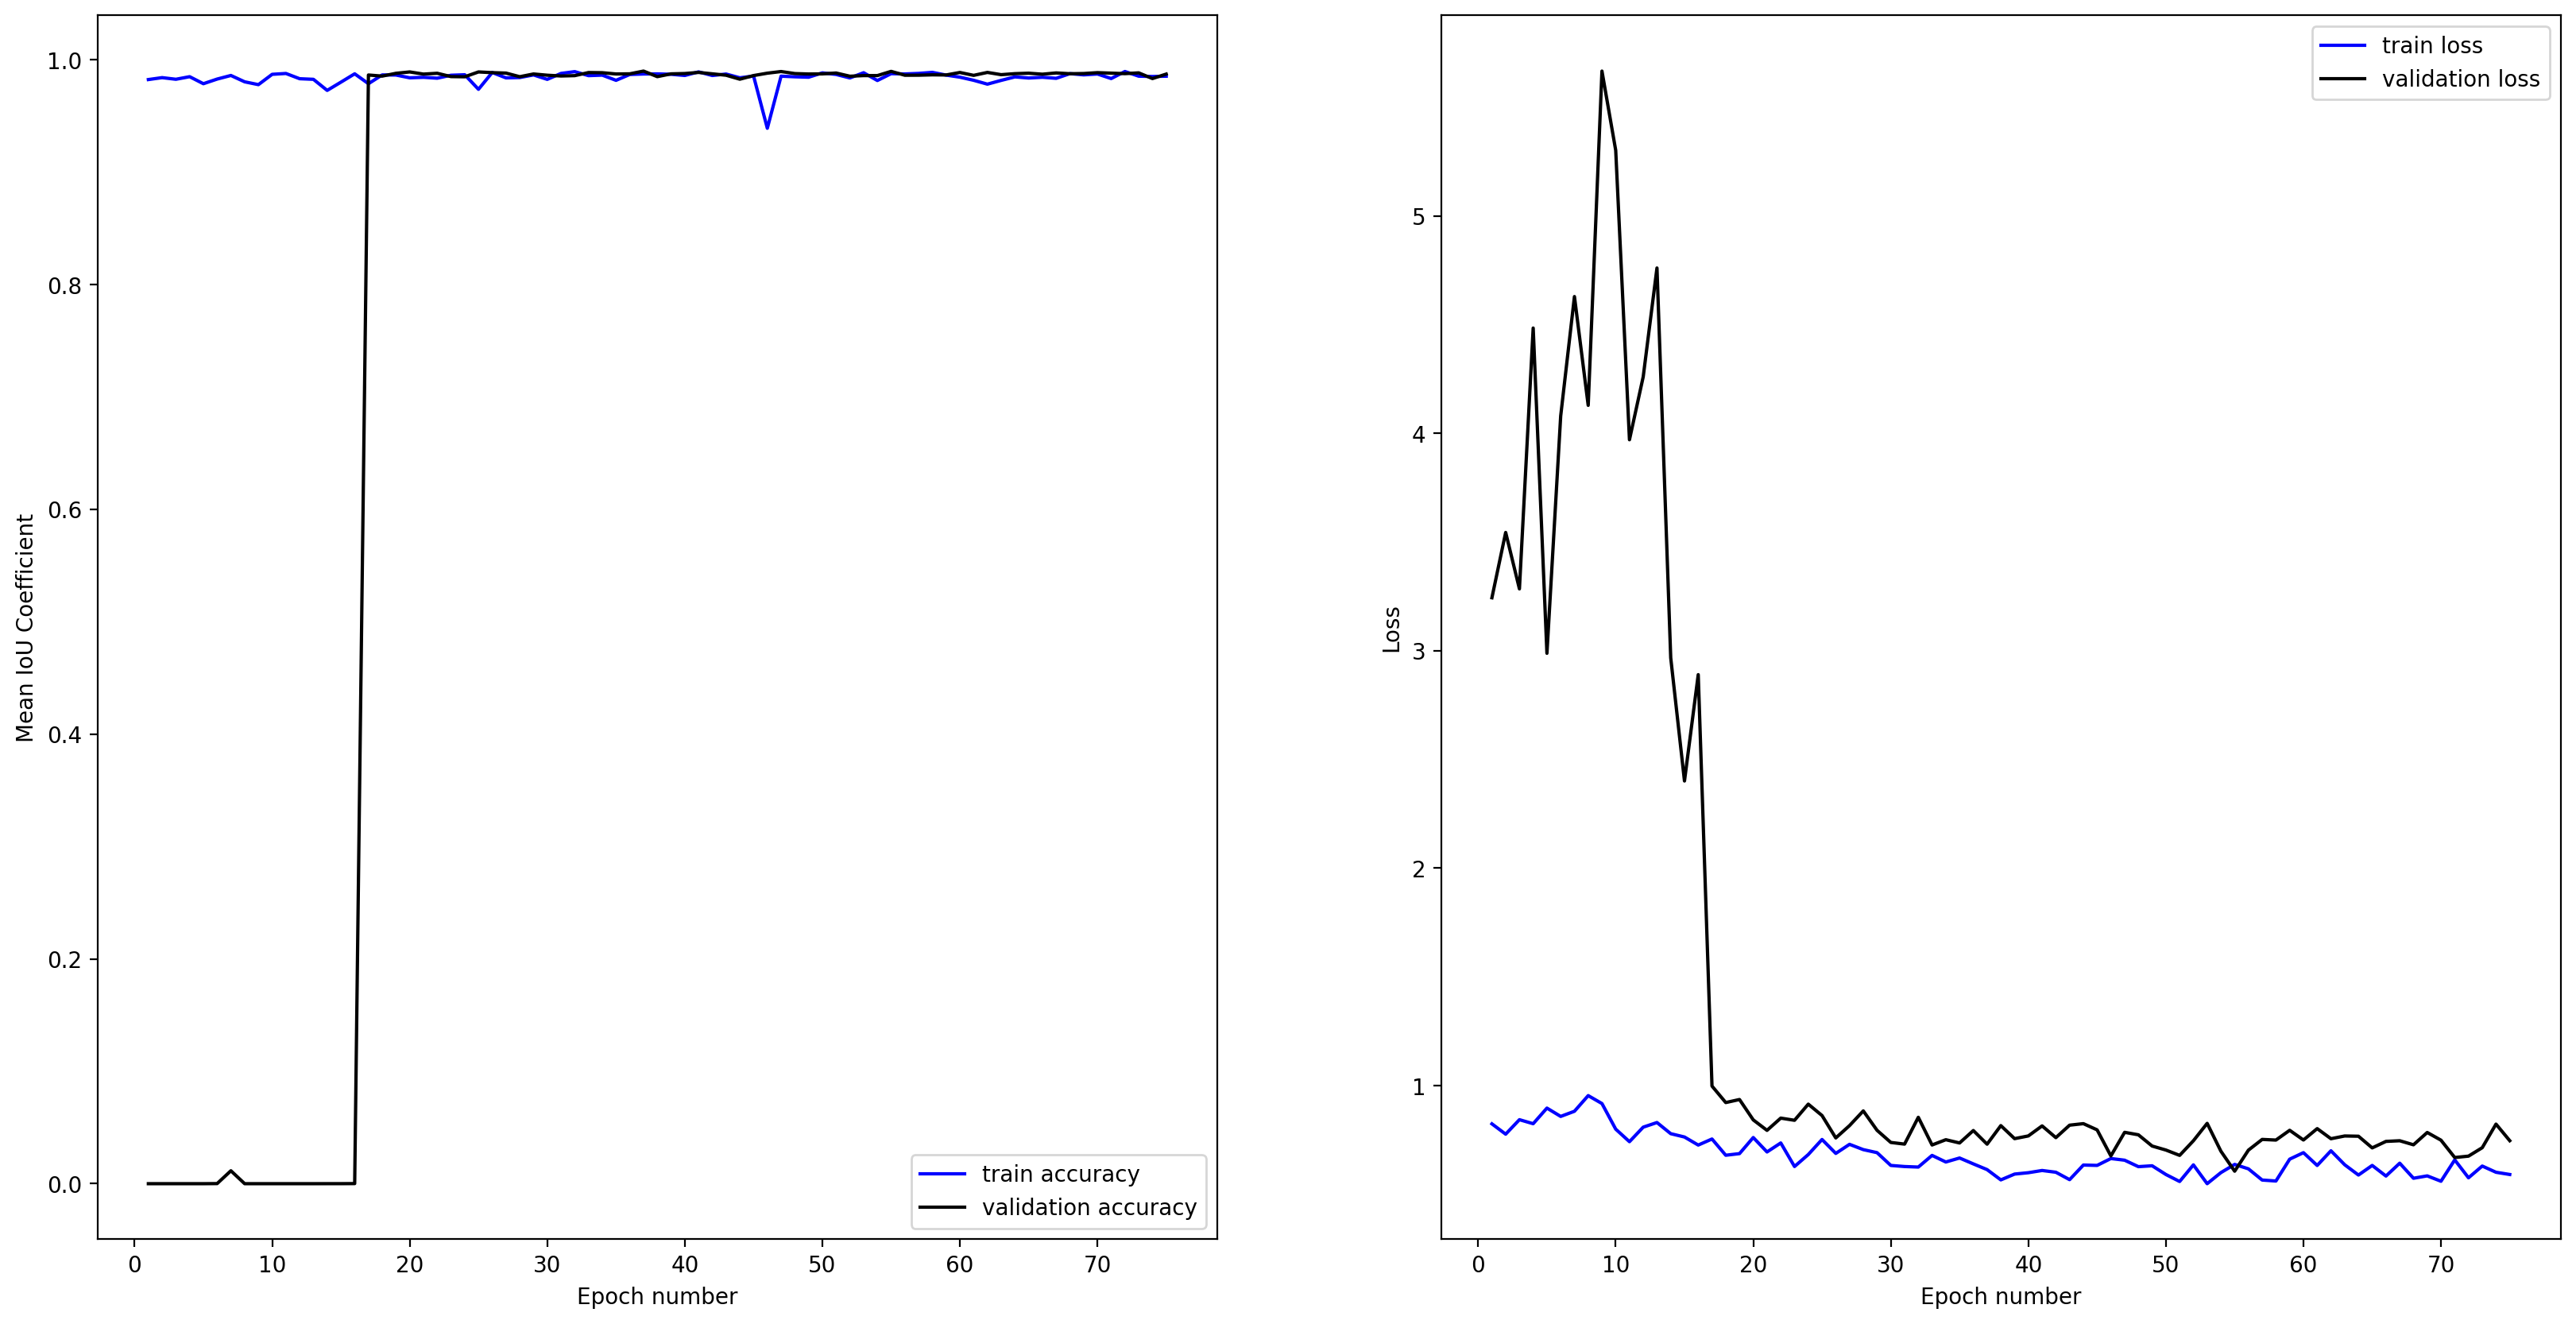 1.0
0.8
0.6
0.4
0.2
0.0
Mean IoU Coefficient
train accuracy
validation accuracy
0 10 20 30 40 50 60 70
Epoch number
train loss
validation loss
5
4
3
2
1
Loss
0 10 20 30 40 50 60 70
Epoch number